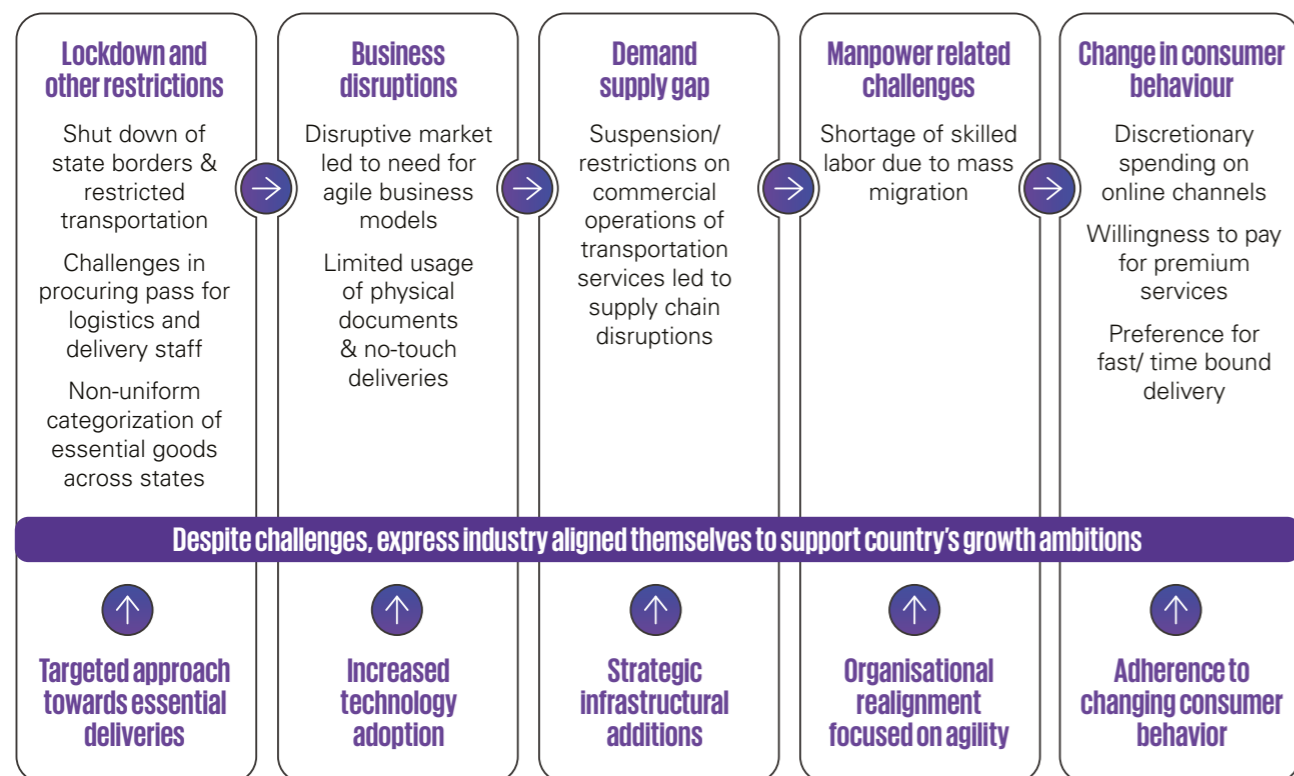 Lockdown and
other restrictions
Shut down of
state borders &
restricted
transportation
Challenges in
procuring pass for
logistics and
delivery staff
Non-uniform
categorization of
essential goods
across states
Business
disruptions
Disruptive market
led to need for
agile business
models
Limited usage
of physical
documents
& no-touch
deliveries
Demand
supply gap
Suspension/
restrictions on
commercial
operations of
transportation
services led to
supply chain
disruptions
Manpower related
challenges
Shortage of skilled
labor due to mass
migration
Change in consumer
behaviour
Discretionary
spending on
online channels
Willingness to pay
for premium
services
Preference for
fast/ time bound
delivery
Despite challenges, express industry aligned themselves to support country's growth ambitions
Targeted approach
towards essential
deliveries
Increased
technology
adoption
Strategic
infrastructural
additions
Organisational
realignment
focused on agility
Adherence to
changing consumer
behavior